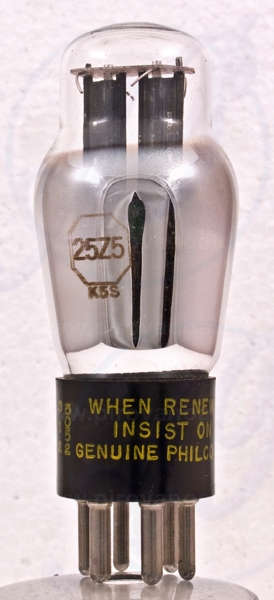 25Z5
K5S
WHEN RENEW
INSIST ON
GENUINE PHILCO